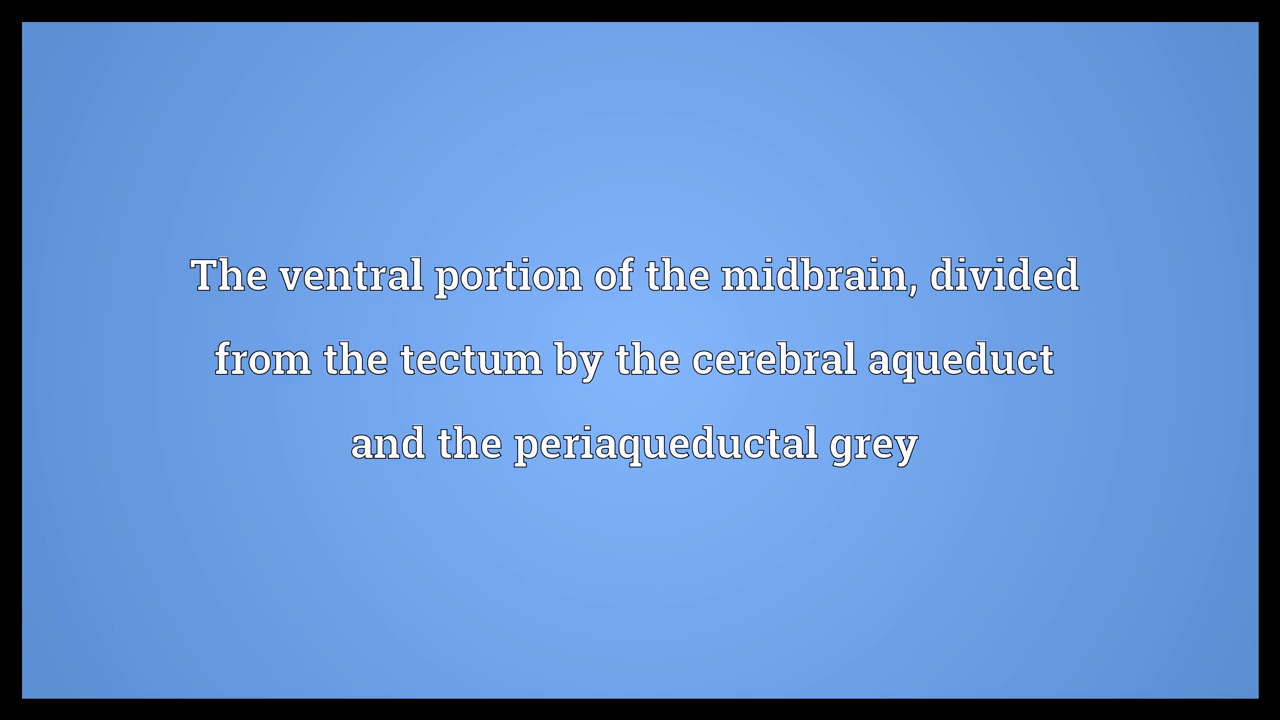 The ventral portion of the midbrain, divided
from the tectum by the cerebral aqueduct
and the periaqueductal grey